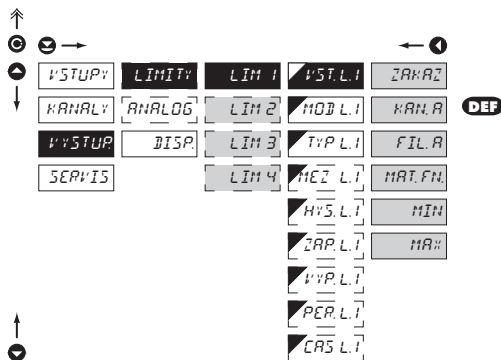 VSTUPY LIMITY LIM 1 VST. L.1 ZAKAZ
KANALY ANALOG LIM 2 MOD L.1 KAN. A DEF
VYSTUP. DISP. LIM 3 TYP L.1 FIL. A
SERVIS LIM 4 MEZ L.1 MAT. FN.
HYS. L.1 MIN
ZAP. L.1 MAX
VYP. L.1
PER. L.1
CAS L.1